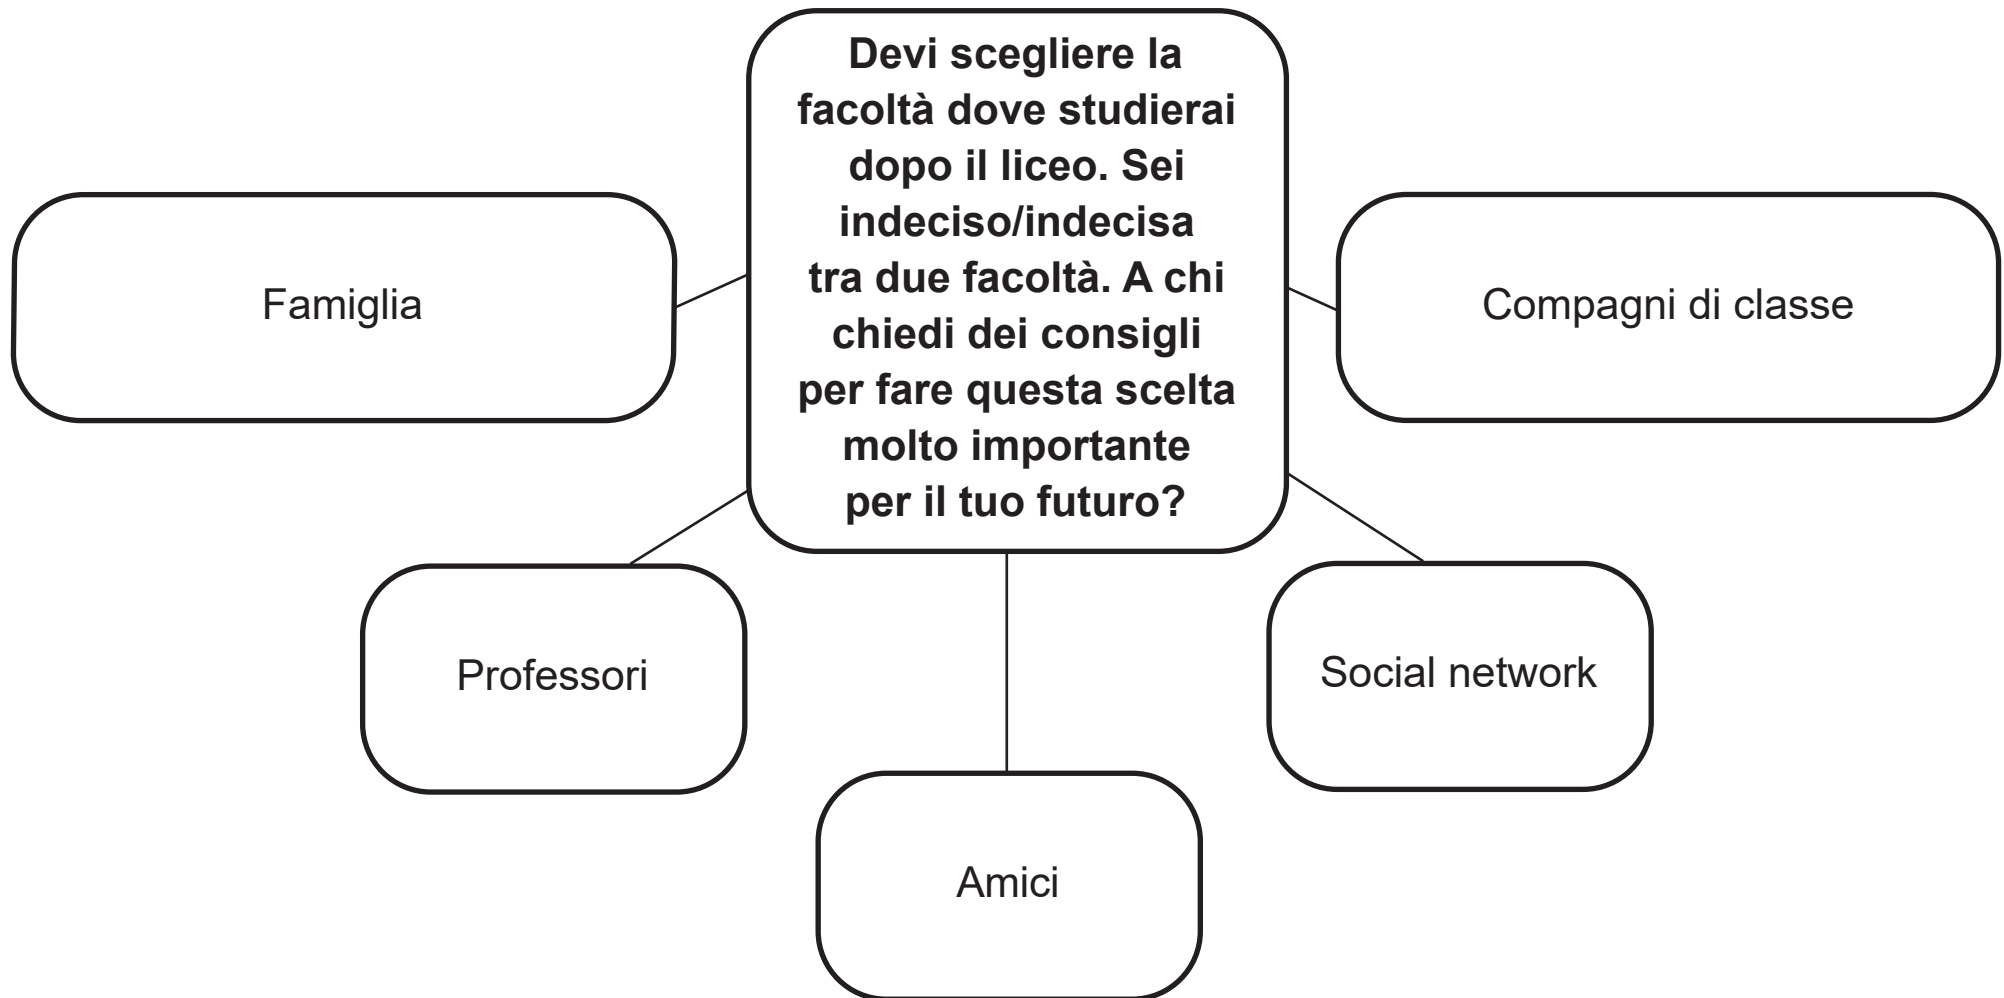 Devi scegliere la
facoltà dove studierai
dopo il liceo. Sei
indeciso/indecisa
tra due facoltà. A chi
chiedi dei consigli
per fare questa scelta
molto importante
per il tuo futuro?
Famiglia
Compagni di classe
Professori
Social network
Amici